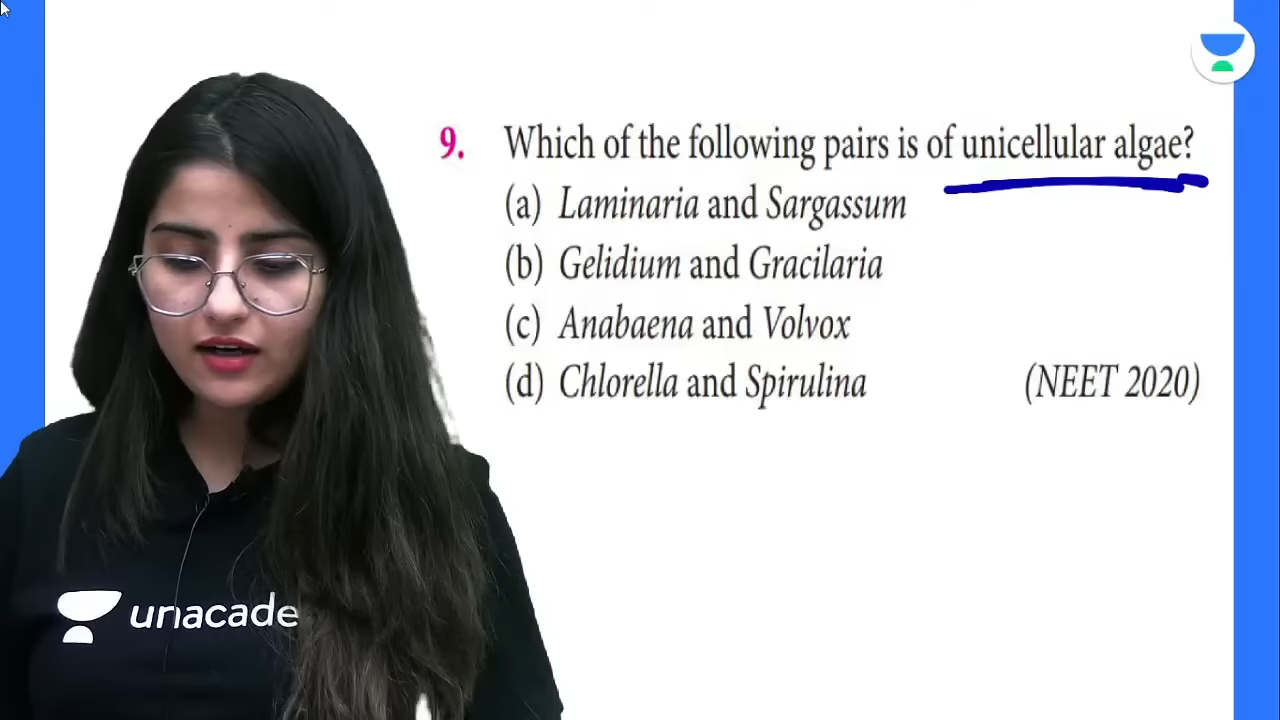 9. Which of the following pairs is of unicellular algae?
(a) Laminaria and Sargassum
(b) Gelidium and Gracilaria
(c) Anabaena and Volvox
(d) Chlorella and Spirulina (NEET 2020)
unacade